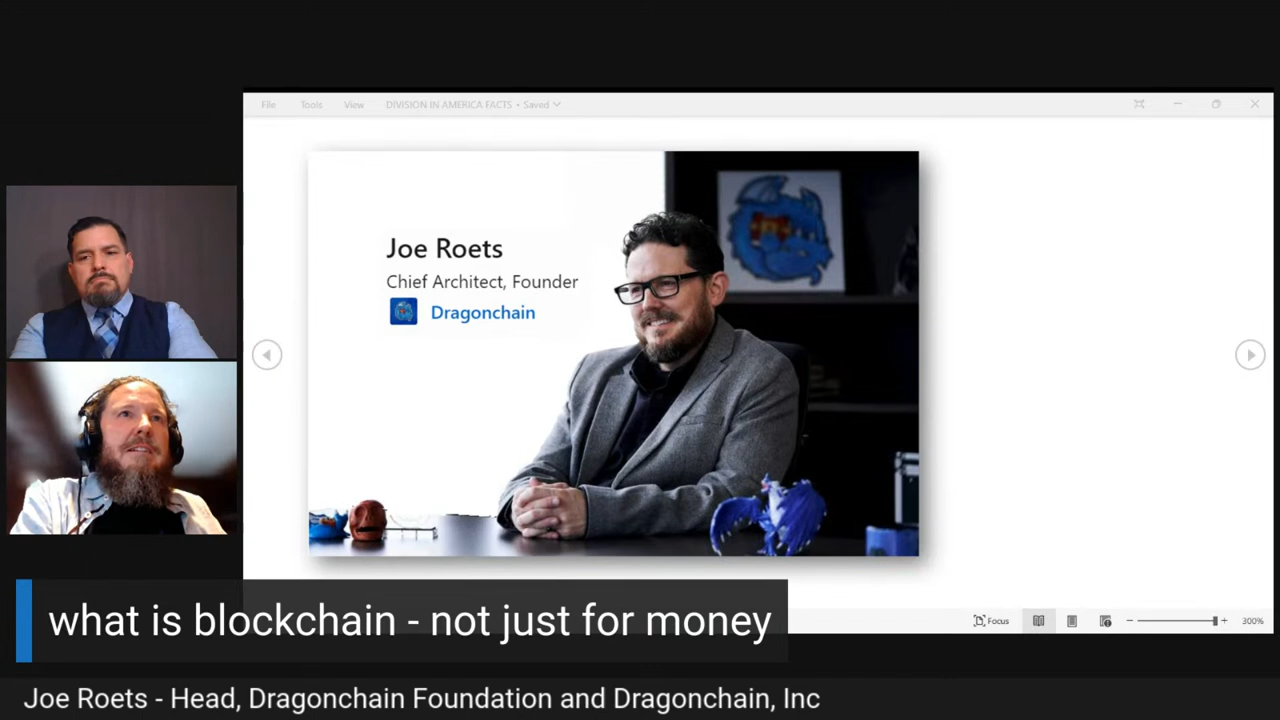 File Tools View DIVISION IN AMERICA FACTS • Saved
Joe Roets
Chief Architect, Founder
Dragonchain
Focus
300%
what is blockchain - not just for money
Joe Roets - Head, Dragonchain Foundation and Dragonchain, Inc